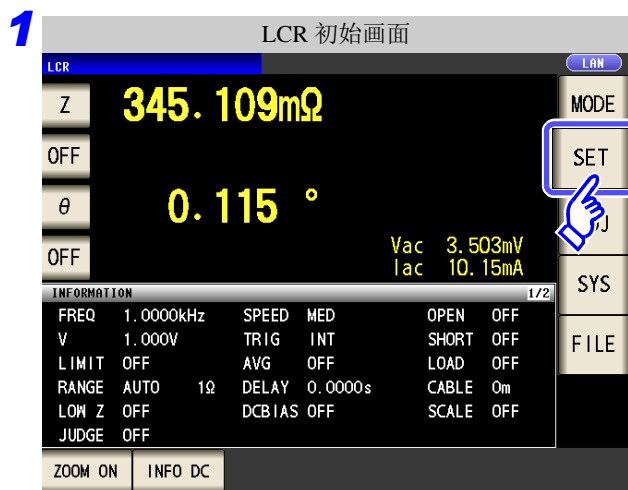 1
LCR 初始画面
LCR
LAN
Z 345.109mΩ
MODE
OFF
SET
θ 0.115 °
OFF
Vac 3.503mV
Iac 10.15mA
SYS
INFORMATION 1/2
FREQ 1.0000kHz SPEED MED OPEN OFF
V 1.000V TRIG INT SHORT OFF
FILE
LIMIT OFF AVG OFF LOAD OFF
RANGE AUTO 1Ω DELAY 0.0000s CABLE 0m
LOW Z OFF DCBIAS OFF SCALE OFF
JUDGE OFF
ZOOM ON INFO DC